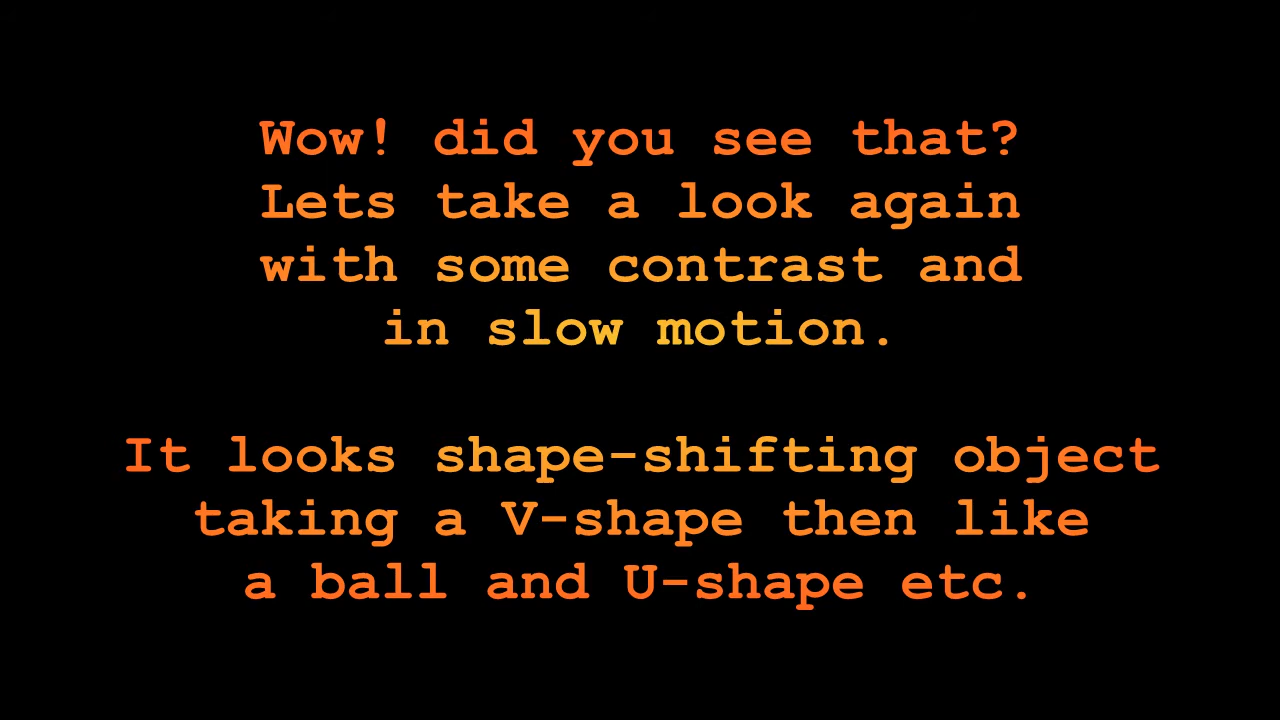 Wow! did you see that?
Lets take a look again
with some contrast and
in slow motion.
It looks shape-shifting object
taking a V-shape then like
a ball and U-shape etc.